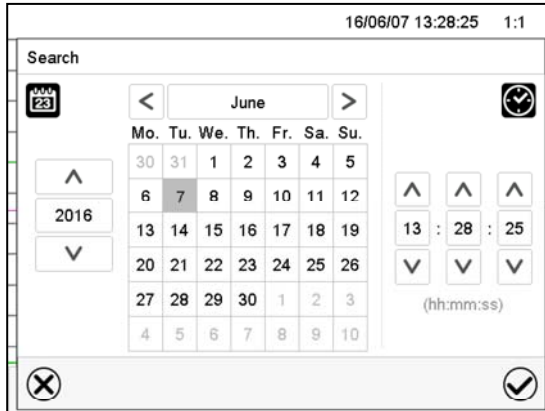 16/06/07 13:28:25 1:1
Search
23
< June >
Mo. Tu. We. Th. Fr. Sa. Su.
30 31 1 2 3 4 5
6 7 8 9 10 11 12
2016
13 : 28 : 25
13 14 15 16 17 18 19
20 21 22 23 24 25 26
27 28 29 30 1 2 3
(hh:mm:ss)
4 5 6 7 8 9 10